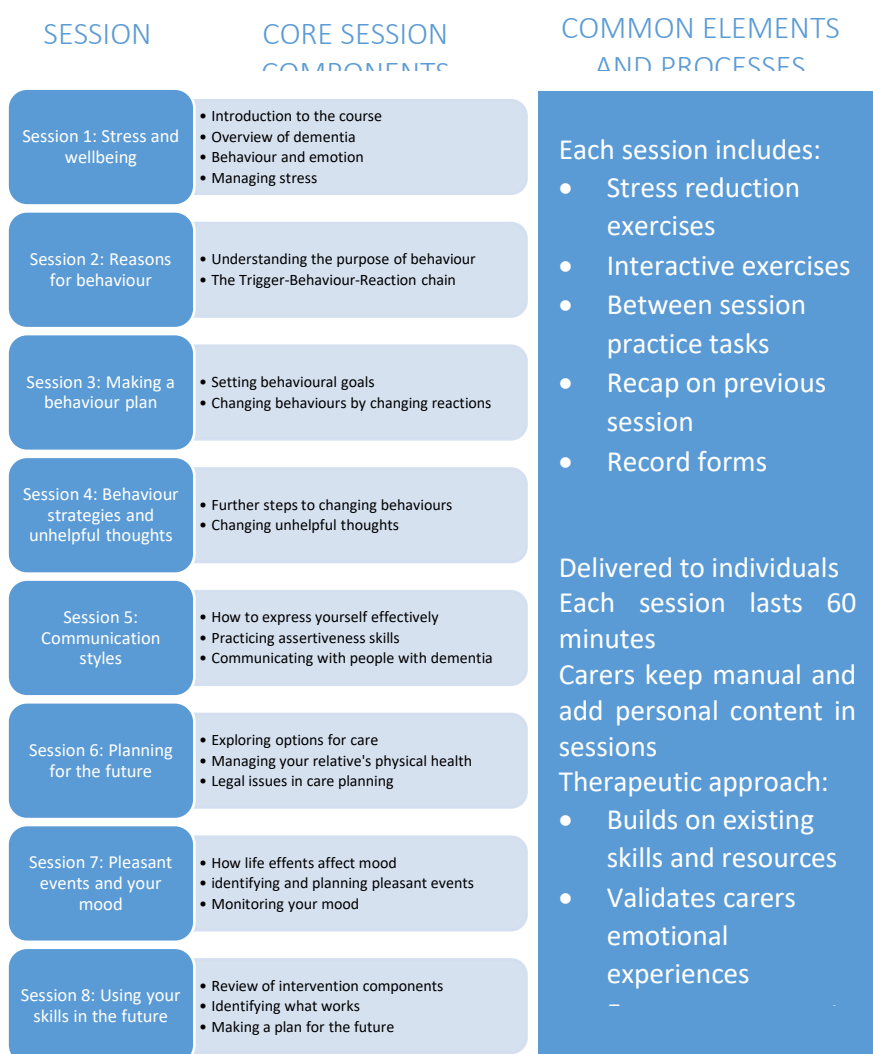 SESSION
CORE SESSION
COMPONENTS
COMMON ELEMENTS
AND PROCESSES
Session 1: Stress and
wellbeing
• Introduction to the course
• Overview of dementia
• Behaviour and emotion
• Managing stress
Session 2: Reasons
for behaviour
• Understanding the purpose of behaviour
• The Trigger-Behaviour-Reaction chain
Session 3: Making a
behaviour plan
• Setting behavioural goals
• Changing behaviours by changing reactions
Session 4: Behaviour
strategies and
unhelpful thoughts
• Further steps to changing behaviours
• Changing unhelpful thoughts
Session 5:
Communication
styles
• How to express yourself effectively
• Practicing assertiveness skills
• Communicating with people with dementia
Session 6: Planning
for the future
• Exploring options for care
• Managing your relative's physical health
• Legal issues in care planning
Session 7: Pleasant
events and your
mood
• How life effents affect mood
• identifying and planning pleasant events
• Monitoring your mood
Session 8: Using your
skills in the future
• Review of intervention components
• Identifying what works
• Making a plan for the future
Each session includes:
• Stress reduction
exercises
• Interactive exercises
• Between session
practice tasks
• Recap on previous
session
• Record forms
Delivered to individuals
Each session lasts 60
minutes
Carers keep manual and
add personal content in
sessions
Therapeutic approach:
• Builds on existing
skills and resources
• Validates carers
emotional
experiences